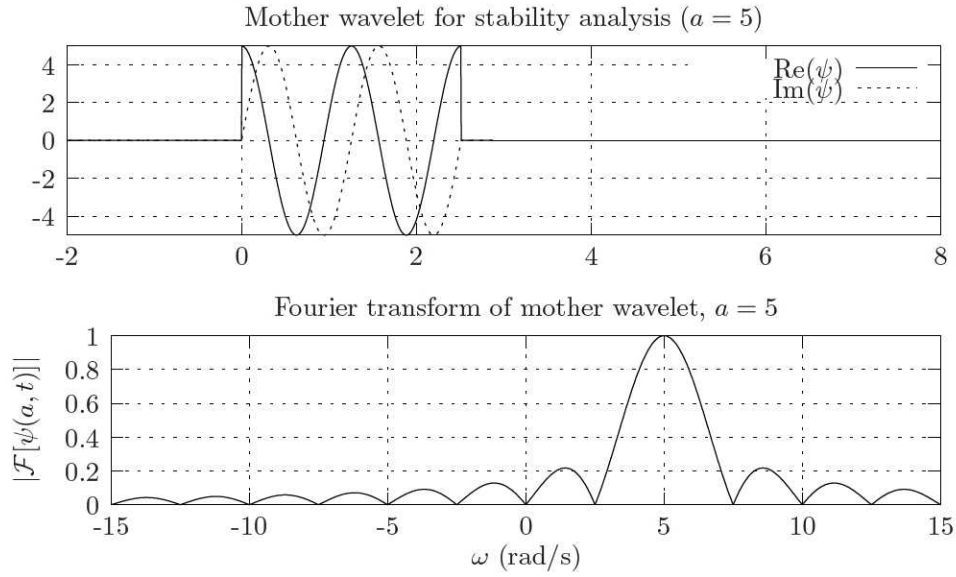 Mother wavelet for stability analysis (a = 5)
4
2
0
-2
-4
Re(ψ)
Im(ψ)
-2 0 2 4 6 8
Fourier transform of mother wavelet, a = 5
|ℱ[ψ(a, t)]|
1
0.8
0.6
0.4
0.2
0
-15 -10 -5 0 5 10 15
ω (rad/s)